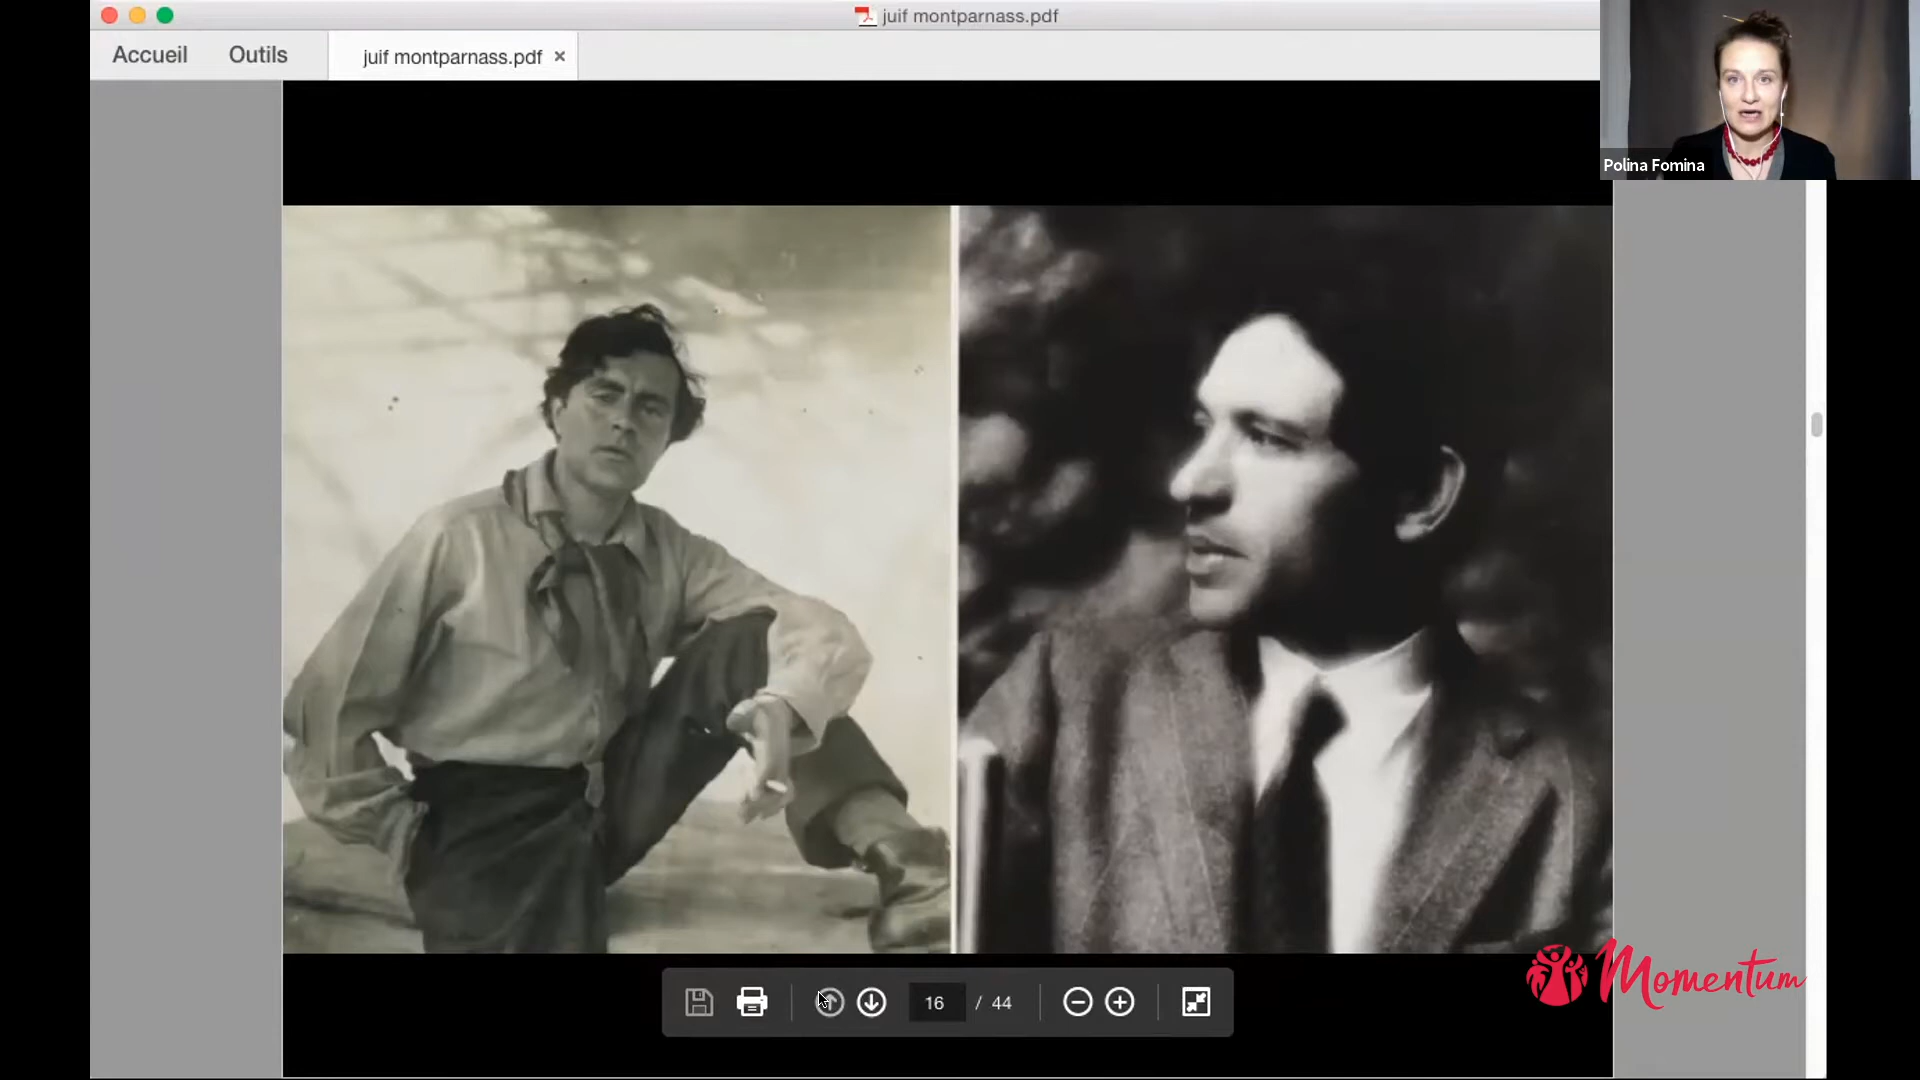 juif montparnass.pdf
Accueil
Outils
juif montparnass.pdf ×
Polina Fomina
16 / 44
Momentum